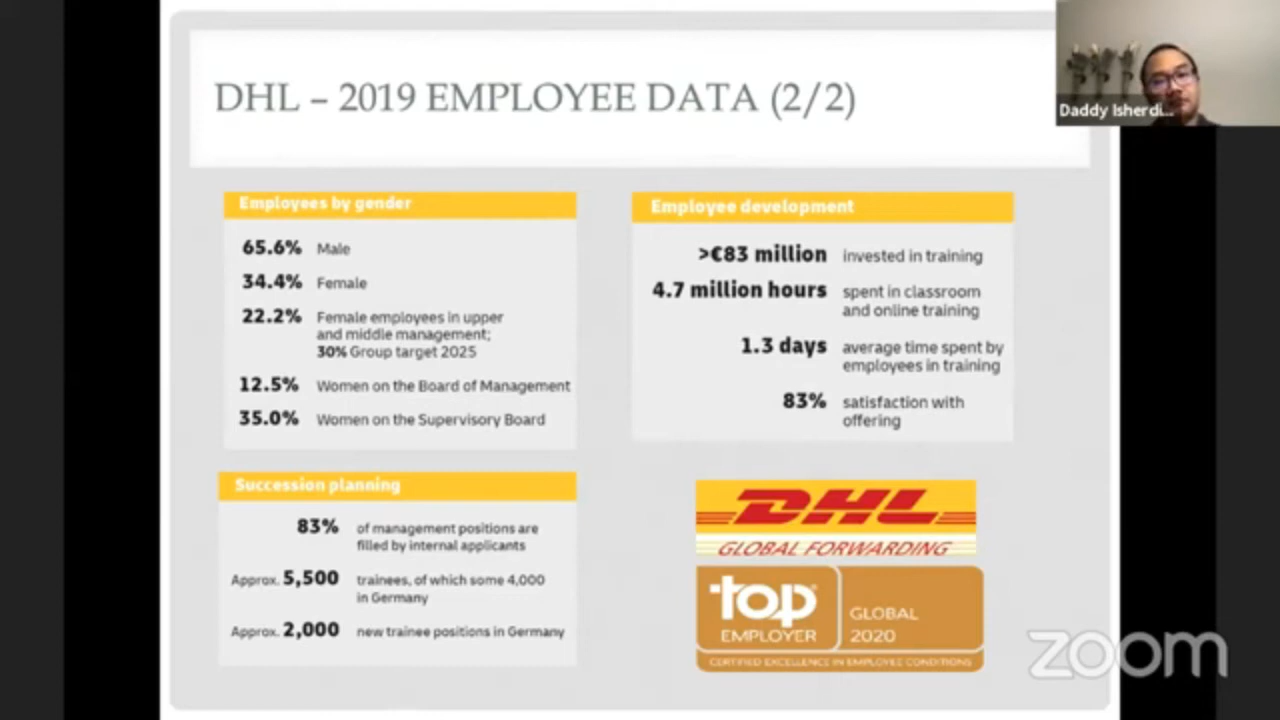 DHL – 2019 EMPLOYEE DATA (2/2)
Daddy Isherdi...
Employees by gender
65.6% Male
34.4% Female
22.2% Female employees in upper
and middle management;
30% Group target 2025
12.5% Women on the Board of Management
35.0% Women on the Supervisory Board
Employee development
>€83 million invested in training
4.7 million hours spent in classroom
and online training
1.3 days average time spent by
employees in training
83% satisfaction with
offering
Succession planning
83% of management positions are
filled by internal applicants
Approx. 5,500 trainees, of which some 4,000
in Germany
Approx. 2,000 new trainee positions in Germany
DHL
GLOBAL FORWARDING
top
EMPLOYER
GLOBAL
2020
CERTIFIED EXCELLENCE IN EMPLOYEE CONDITIONS
zoom